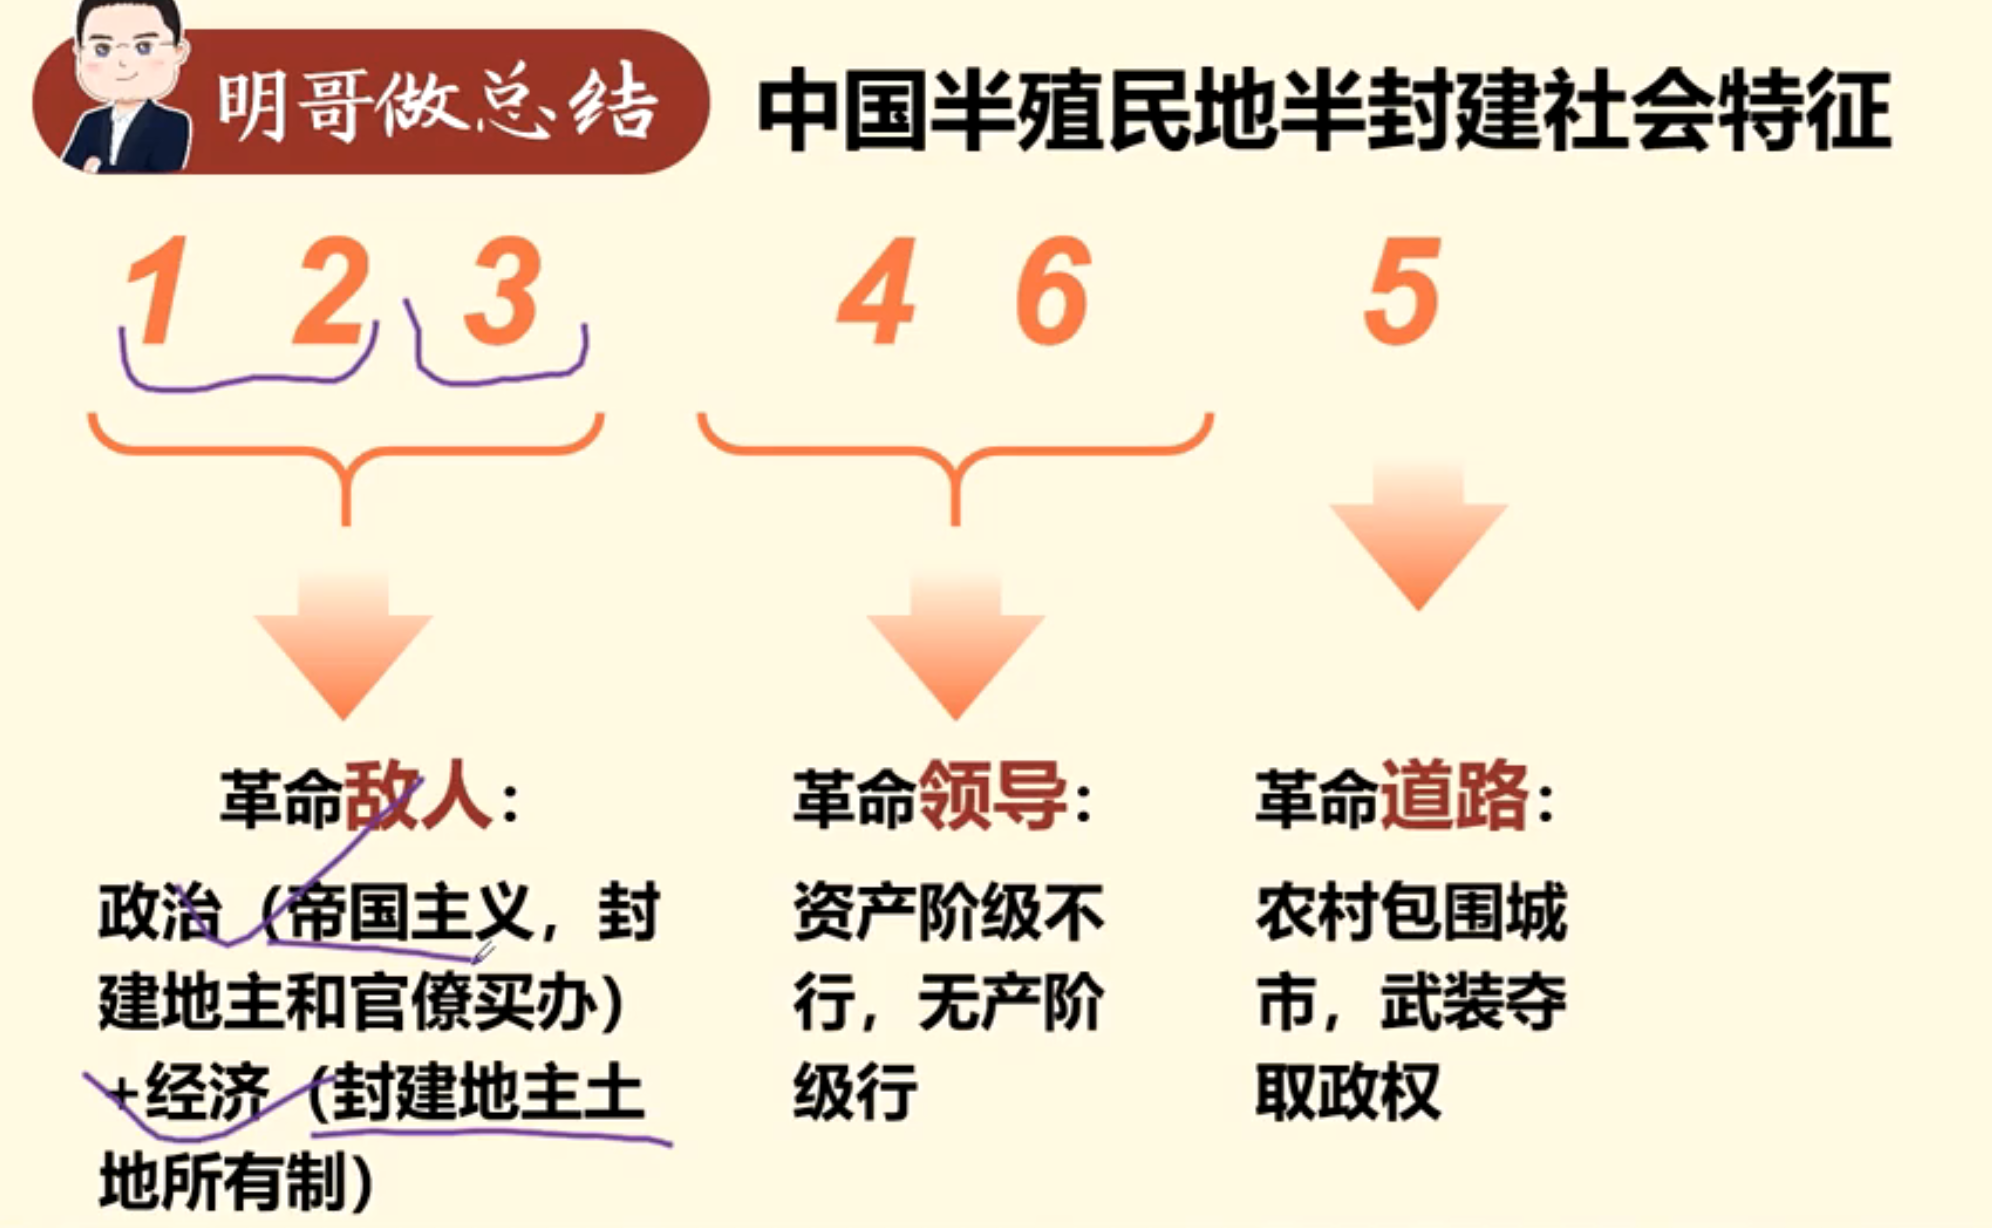 明哥做总结
中国半殖民地半封建社会特征
1 2 3
4 6
5
革命敌人：
政治（帝国主义，封
建地主和官僚买办）
+经济（封建地主土
地所有制）
革命领导：
资产阶级不
行，无产阶
级行
革命道路：
农村包围城
市，武装夺
取政权